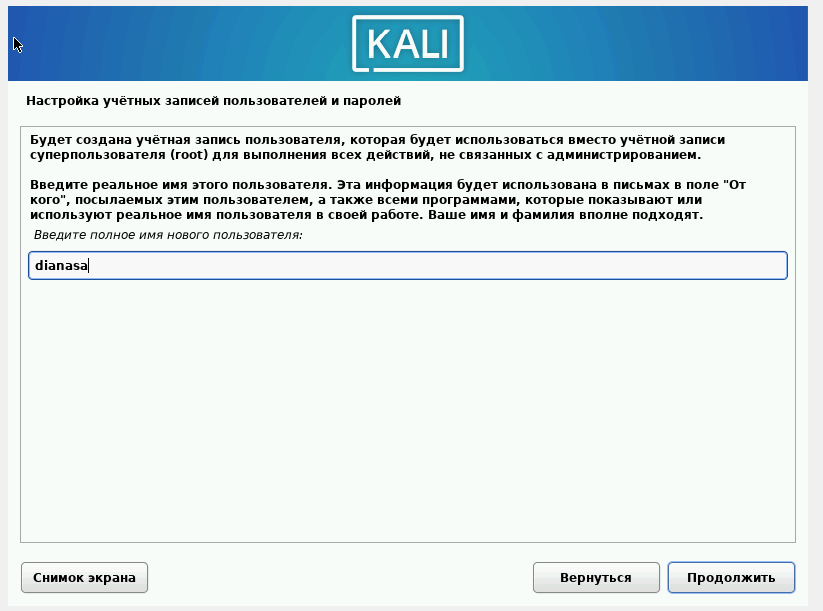 KALI
Настройка учётных записей пользователей и паролей
Будет создана учётная запись пользователя, которая будет использоваться вместо учётной записи
суперпользователя (root) для выполнения всех действий, не связанных с администрированием.
Введите реальное имя этого пользователя. Эта информация будет использована в письмах в поле "От
кого", посылаемых этим пользователем, а также всеми программами, которые показывают или
используют реальное имя пользователя в своей работе. Ваше имя и фамилия вполне подходят.
Введите полное имя нового пользователя:
dianasa
Снимок экрана Вернуться Продолжить